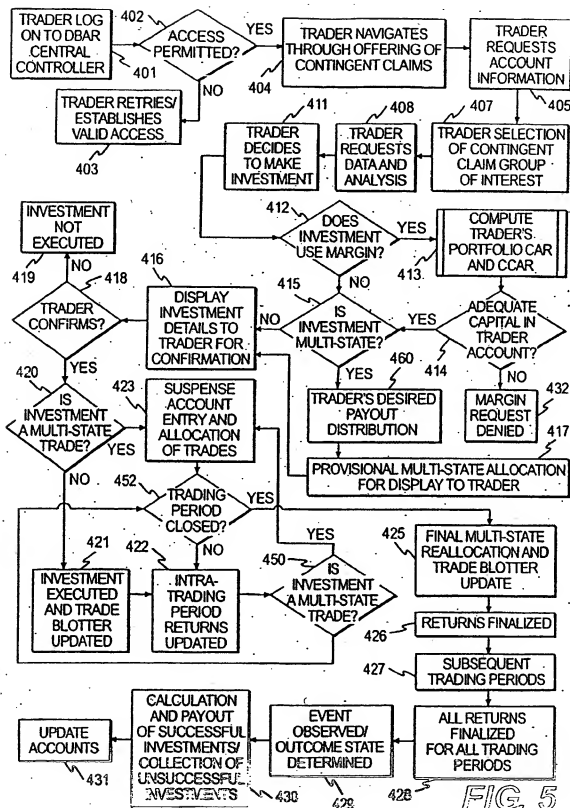 TRADER LOG
ON TO DBAR
CENTRAL
CONTROLLER
401
402
ACCESS
PERMITTED?
YES
NO
TRADER RETRIES/
ESTABLISHES
VALID ACCESS
403
TRADER NAVIGATES
THROUGH OFFERING OF
CONTINGENT CLAIMS
404
TRADER
REQUESTS
ACCOUNT
INFORMATION
405
407
TRADER SELECTION
OF CONTINGENT
CLAIM GROUP
OF INTEREST
408
TRADER
REQUESTS
DATA AND
ANALYSIS
411
TRADER
DECIDES
TO MAKE
INVESTMENT
412
DOES
INVESTMENT
USE MARGIN?
YES
NO
COMPUTE
TRADER'S
PORTFOLIO CAR
AND CCAR
413
ADEQUATE
CAPITAL IN
TRADER
ACCOUNT?
414
YES
NO
MARGIN
REQUEST
DENIED
432
415
IS
INVESTMENT
MULTI-STATE?
NO
YES
460
TRADER'S DESIRED
PAYOUT
DISTRIBUTION
417
PROVISIONAL MULTI-STATE ALLOCATION
FOR DISPLAY TO TRADER
416
DISPLAY
INVESTMENT
DETAILS TO
TRADER FOR
CONFIRMATION
418
TRADER
CONFIRMS?
NO
YES
INVESTMENT
NOT
EXECUTED
419
420
IS
INVESTMENT
A MULTI-STATE
TRADE?
YES
NO
423
SUSPENSE
ACCOUNT
ENTRY AND
ALLOCATION
OF TRADES
452
TRADING
PERIOD
CLOSED?
YES
NO
421
INVESTMENT
EXECUTED
AND TRADE
BLOTTER
UPDATED
422
INTRA-
TRADING
PERIOD
RETURNS
UPDATED
450
YES
IS
INVESTMENT
A MULTI-STATE
TRADE?
NO
425
FINAL MULTI-STATE
REALLOCATION AND
TRADE BLOTTER
UPDATE
426
RETURNS FINALIZED
427
SUBSEQUENT
TRADING PERIODS
ALL RETURNS
FINALIZED
FOR ALL TRADING
PERIODS
428
EVENT
OBSERVED/
OUTCOME STATE
DETERMINED
429
CALCULATION
AND PAYOUT
OF SUCCESSFUL
INVESTMENTS/
COLLECTION OF
UNSUCCESSFUL
INVESTMENTS
430
UPDATE
ACCOUNTS
431
FIG. 5